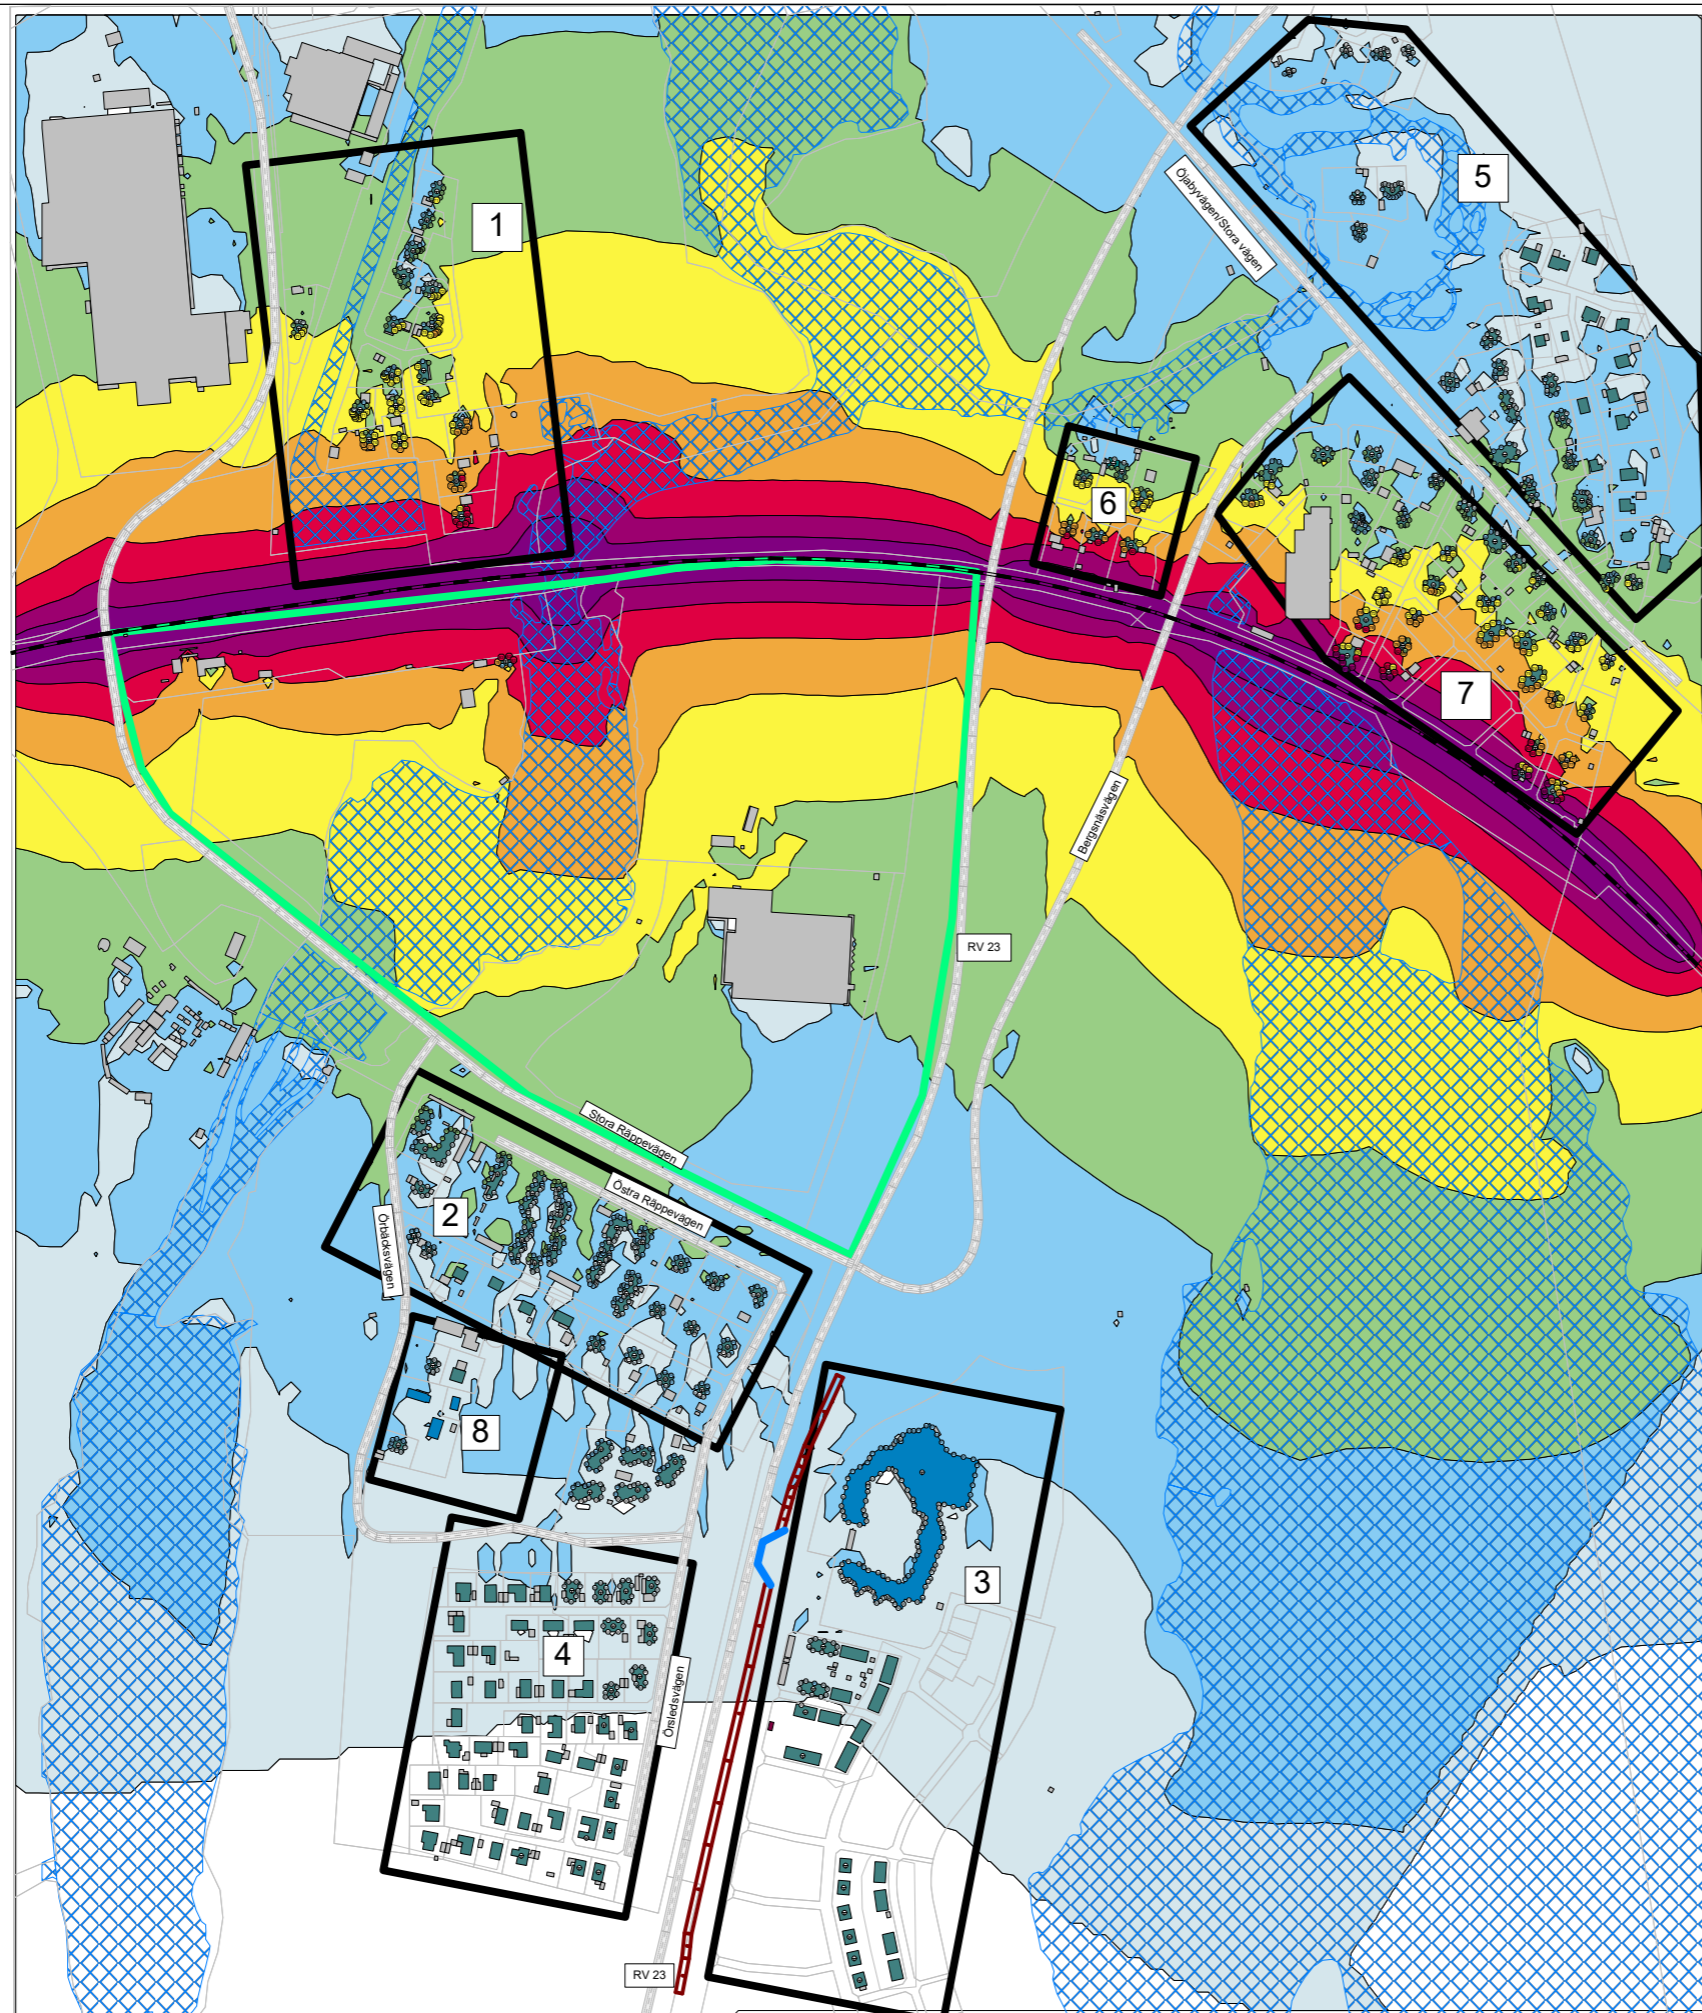 5
1
Öjabyvägen/Stora vägen
6
7
Bergsnäsvägen
RV 23
Stora Räppevägen
Östra Räppevägen
2
Örbäcksvägen
8
3
4
Örsledsvägen
RV 23